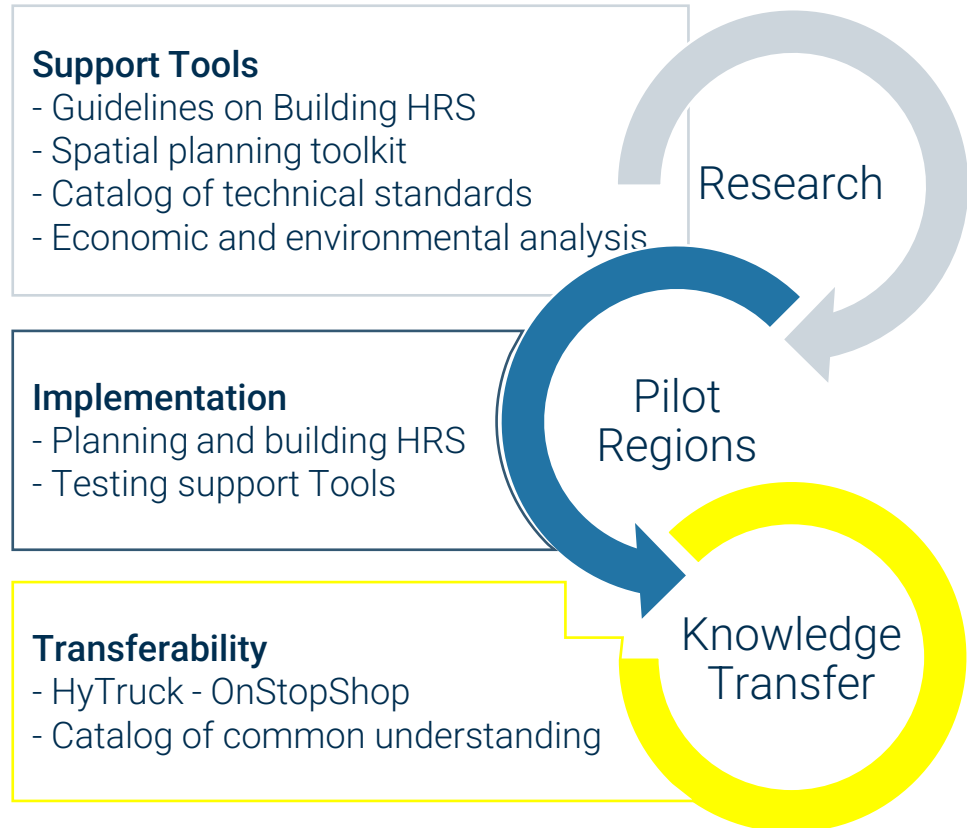 Support Tools
- Guidelines on Building HRS
- Spatial planning toolkit
- Catalog of technical standards
- Economic and environmental analysis
Research
Implementation
- Planning and building HRS
- Testing support Tools
Pilot
Regions
Transferability
- HyTruck - OnStopShop
- Catalog of common understanding
Knowledge
Transfer